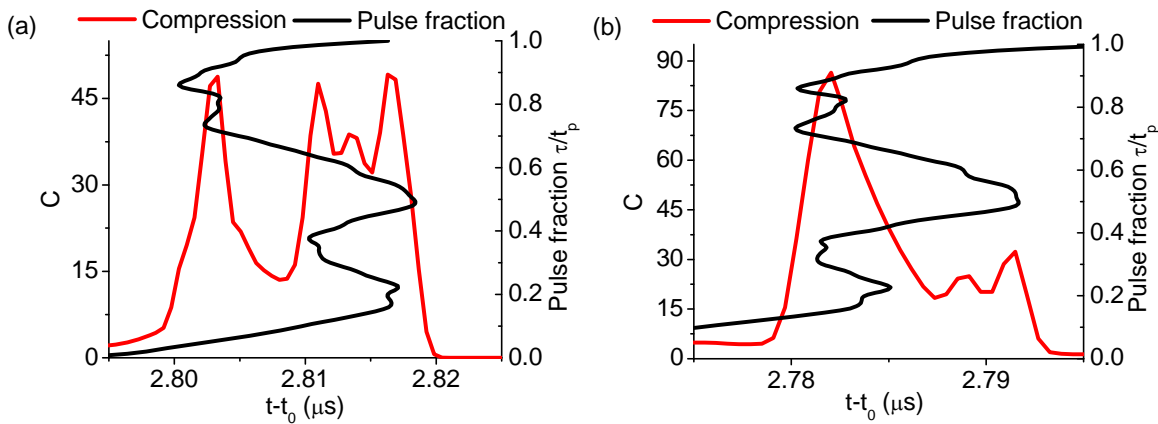 (a)
Compression
Pulse fraction
C
45
30
15
0
1.0
0.8
0.6
0.4
0.2
0.0
Pulse fraction τ/tp
2.80
2.81
2.82
t-t0 (μs)
(b)
Compression
Pulse fraction
C
90
75
60
45
30
15
0
1.0
0.8
0.6
0.4
0.2
0.0
Pulse fraction τ/tp
2.78
2.79
t-t0 (μs)